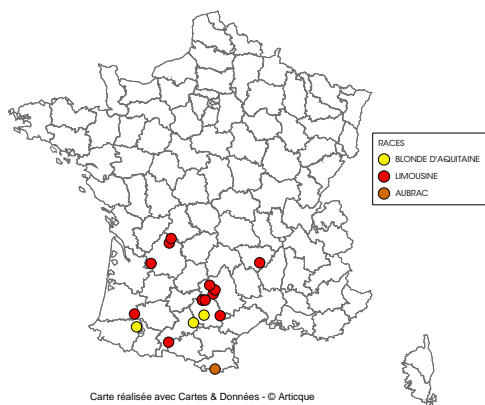 RACES
BLONDE D'AQUITAINE
LIMOUSINE
AUBRAC
Carte réalisée avec Cartes & Données - © Articque